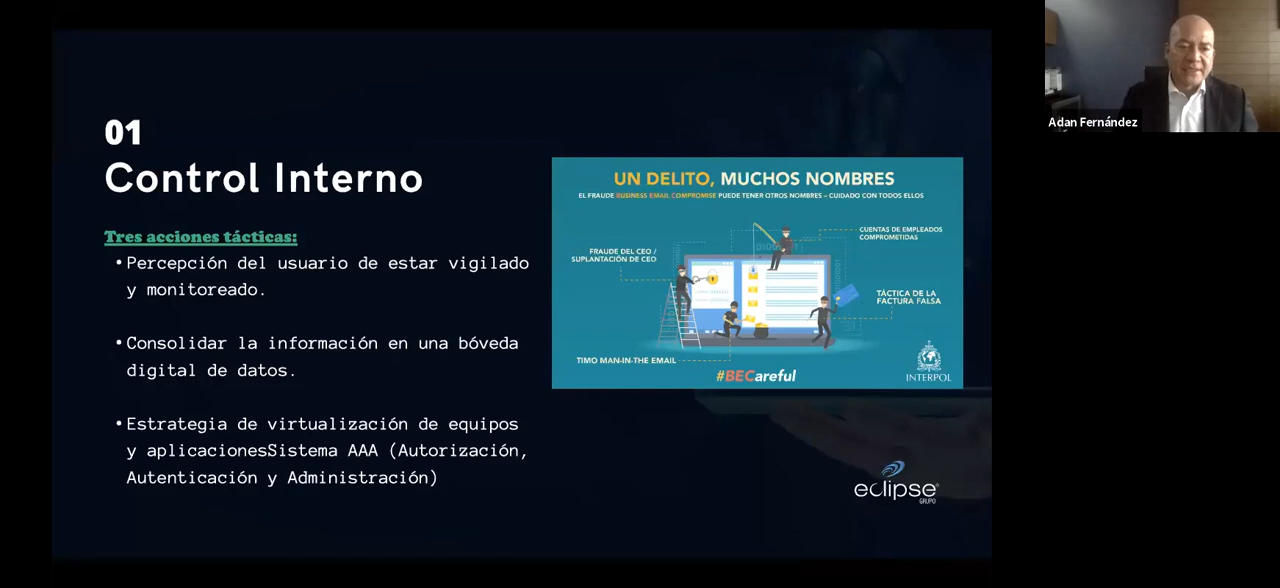 01
Control Interno
Tres acciones tácticas:
•Percepción del usuario de estar vigilado
y monitoreado.
•Consolidar la información en una bóveda
digital de datos.
•Estrategia de virtualización de equipos
y aplicacionesSistema AAA (Autorización,
Autenticación y Administración)
UN DELITO, MUCHOS NOMBRES
EL FRAUDE BUSINESS EMAIL COMPROMISE PUEDE TENER OTROS NOMBRES – CUIDADO CON TODOS ELLOS
CUENTAS DE EMPLEADOS
COMPROMETIDAS
FRAUDE DEL CEO /
SUPLANTACIÓN DE CEO
TÁCTICA DE LA
FACTURA FALSA
TIMO MAN-IN-THE EMAIL
#BECareful
INTERPOL
eclipse
GRUPO
Adan Fernández